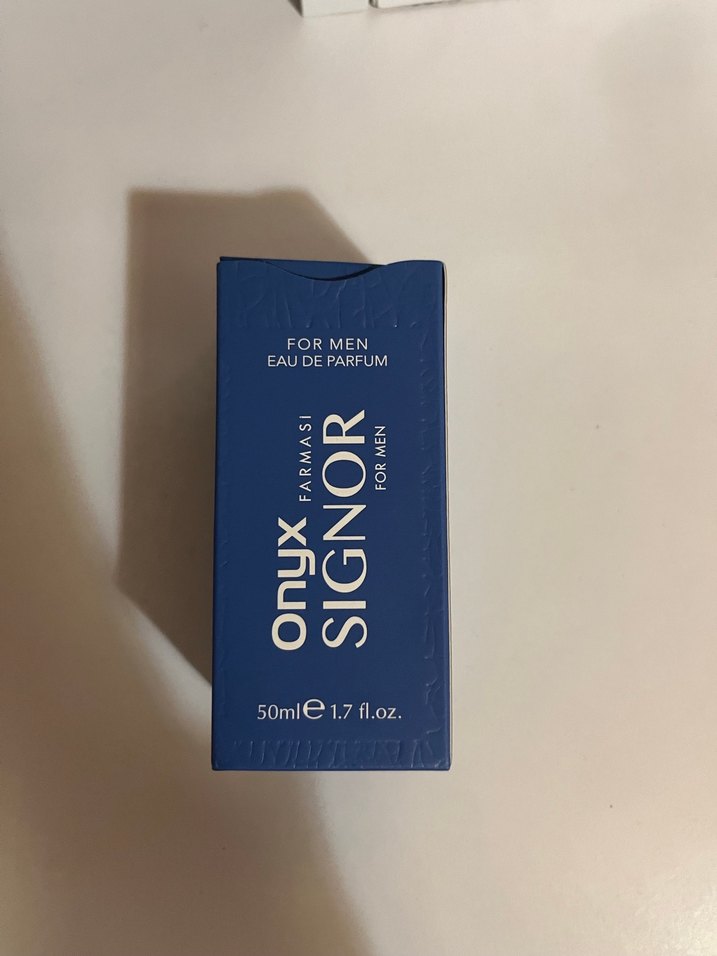 FOR MEN
EAU DE PARFUM
onyx
FARMASİ
SIGNOR
FOR MEN
50ml℮ 1.7 fl.oz.